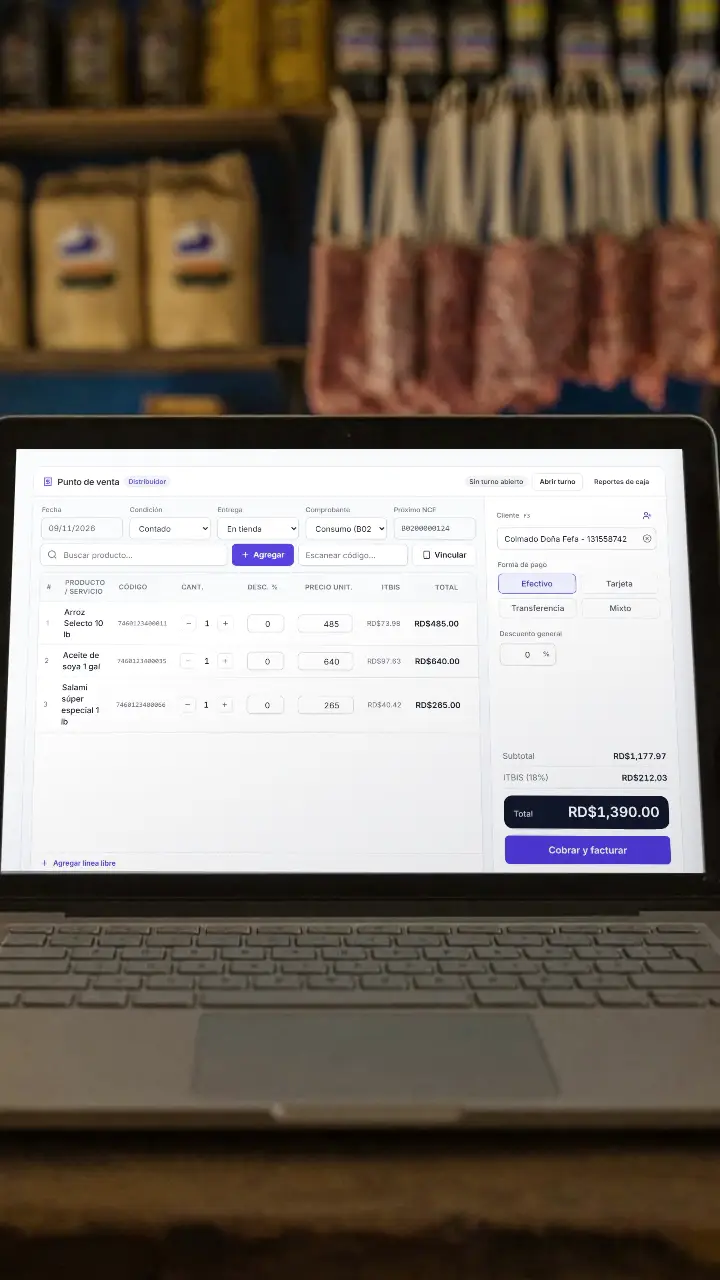 Punto de venta Distribuidor Sin turno abierto Abrir turno Reportes de caja
Fecha Condición Entrega Comprobante Próximo NCF
09/11/2026 Contado En tienda Consumo (B02 B0200000124
Buscar producto... + Agregar Escanear código... Vincular
# PRODUCTO / SERVICIO CÓDIGO CANT. DESC. % PRECIO UNIT. ITBIS TOTAL
1 Arroz Selecto 10 lb 7460123400011 − 1 + 0 485 RD$73.98 RD$485.00
2 Aceite de soya 1 gal 7460123400035 − 1 + 0 640 RD$97.63 RD$640.00
3 Salami súper especial 1 lb 7460123400066 − 1 + 0 265 RD$40.42 RD$265.00
+ Agregar línea libre
Cliente F3
Colmado Doña Fefa - 131558742
Forma de pago
Efectivo Tarjeta
Transferencia Mixto
Descuento general
0 %
Subtotal RD$1,177.97
ITBIS (18%) RD$212.03
Total RD$1,390.00
Cobrar y facturar